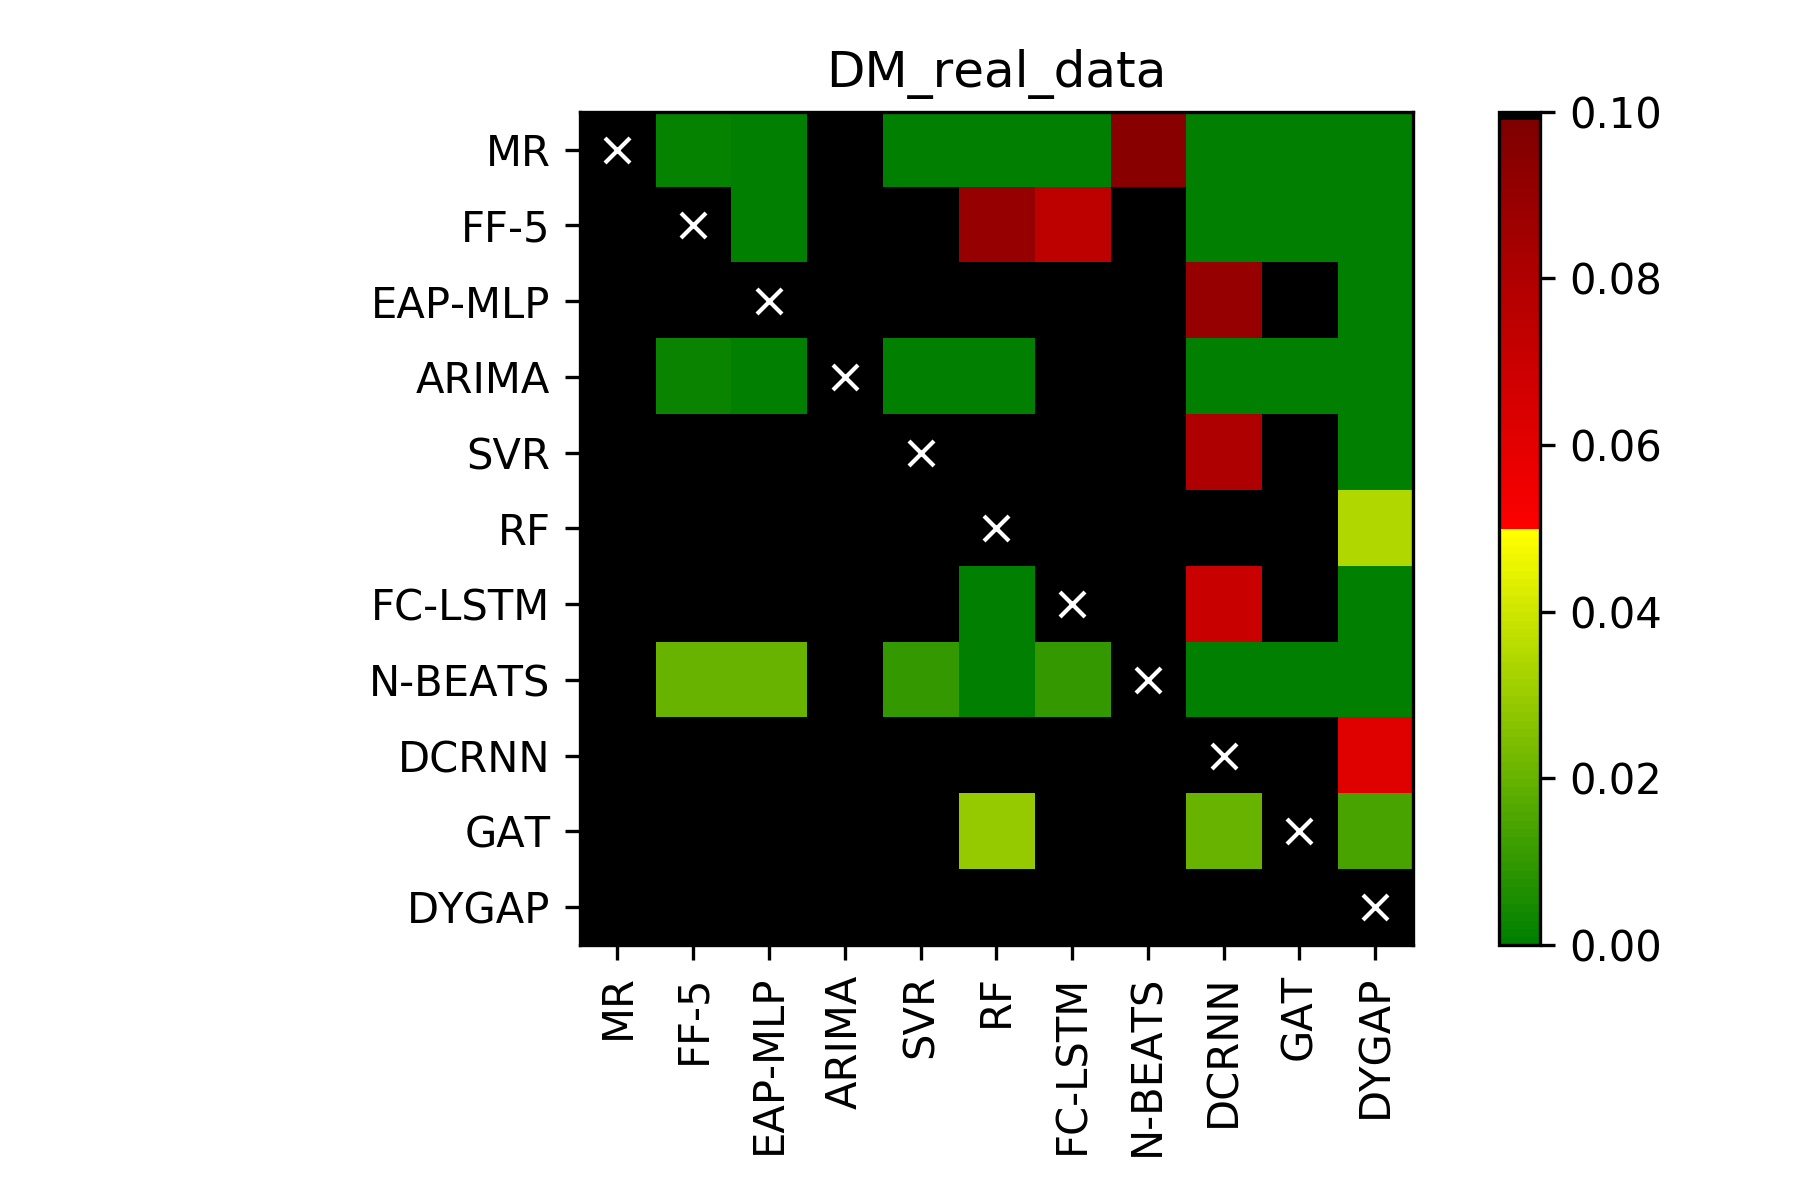 DM_real_data
MR
FF-5
EAP-MLP
ARIMA
SVR
RF
FC-LSTM
N-BEATS
DCRNN
GAT
DYGAP
MR
FF-5
EAP-MLP
ARIMA
SVR
RF
FC-LSTM
N-BEATS
DCRNN
GAT
DYGAP
0.10
0.08
0.06
0.04
0.02
0.00